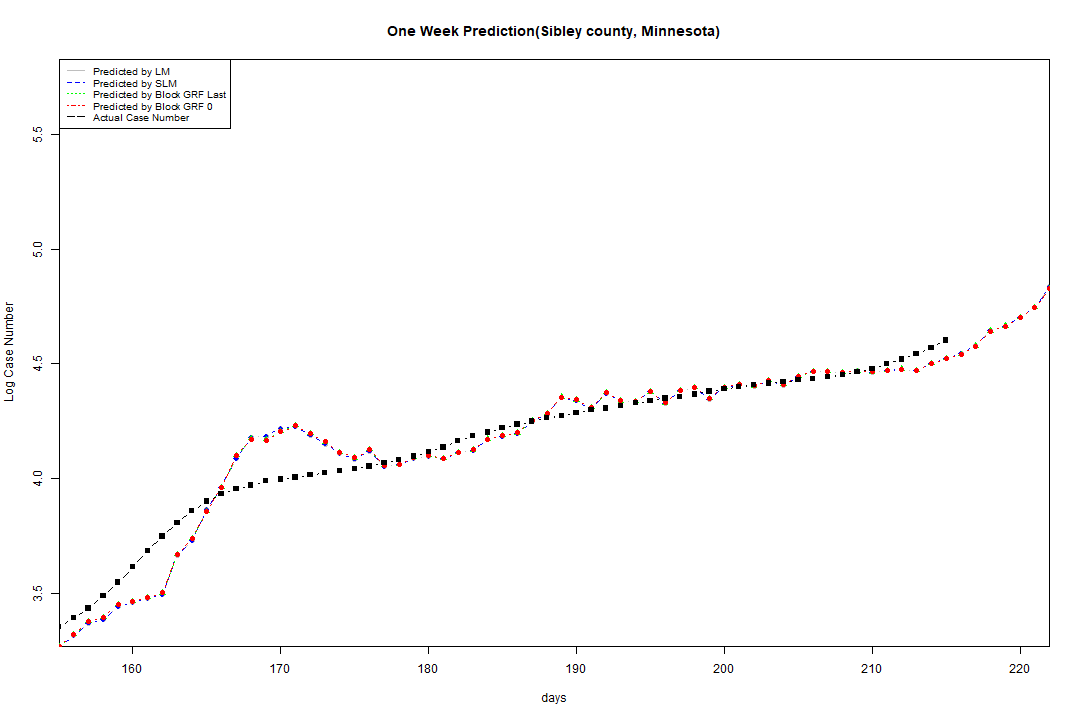 One Week Prediction(Sibley county, Minnesota)
Predicted by LM
Predicted by SLM
Predicted by Block GRF Last
Predicted by Block GRF 0
Actual Case Number
5.5
5.0
4.5
4.0
3.5
Log Case Number
160 170 180 190 200 210 220
days